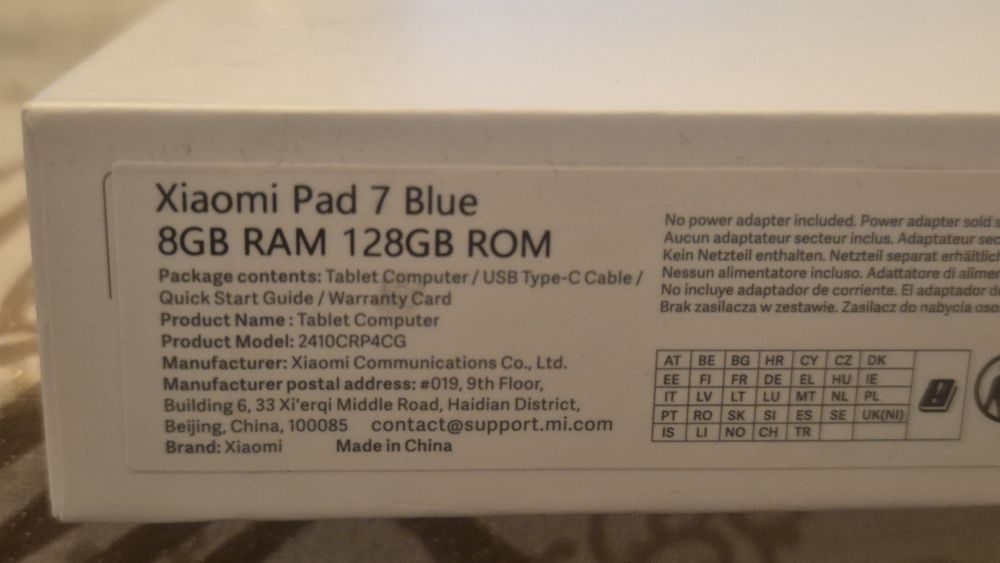 Xiaomi Pad 7 Blue
8GB RAM 128GB ROM
Package contents: Tablet Computer / USB Type-C Cable /
Quick Start Guide / Warranty Card
Product Name : Tablet Computer
Product Model: 2410CRP4CG
Manufacturer: Xiaomi Communications Co., Ltd.
Manufacturer postal address: #019, 9th Floor,
Building 6, 33 Xi'erqi Middle Road, Haidian District,
Beijing, China, 100085 contact@support.mi.com
Brand: Xiaomi Made in China
No power adapter included. Power adapter sold
Aucun adaptateur secteur inclus. Adaptateur
Kein Netzteil enthalten. Netzteil separat erhältlich
Nessun alimentatore incluso. Adattatore di
No incluye adaptador de corriente. El adaptador
Brak zasilacza w zestawie. Zasilacz do nabycia
AT BE BG HR CY CZ DK
EE FI FR DE EL HU IE
IT LV LT LU MT NL PL
PT RO SK SI ES SE UK(NI)
IS LI NO CH TR